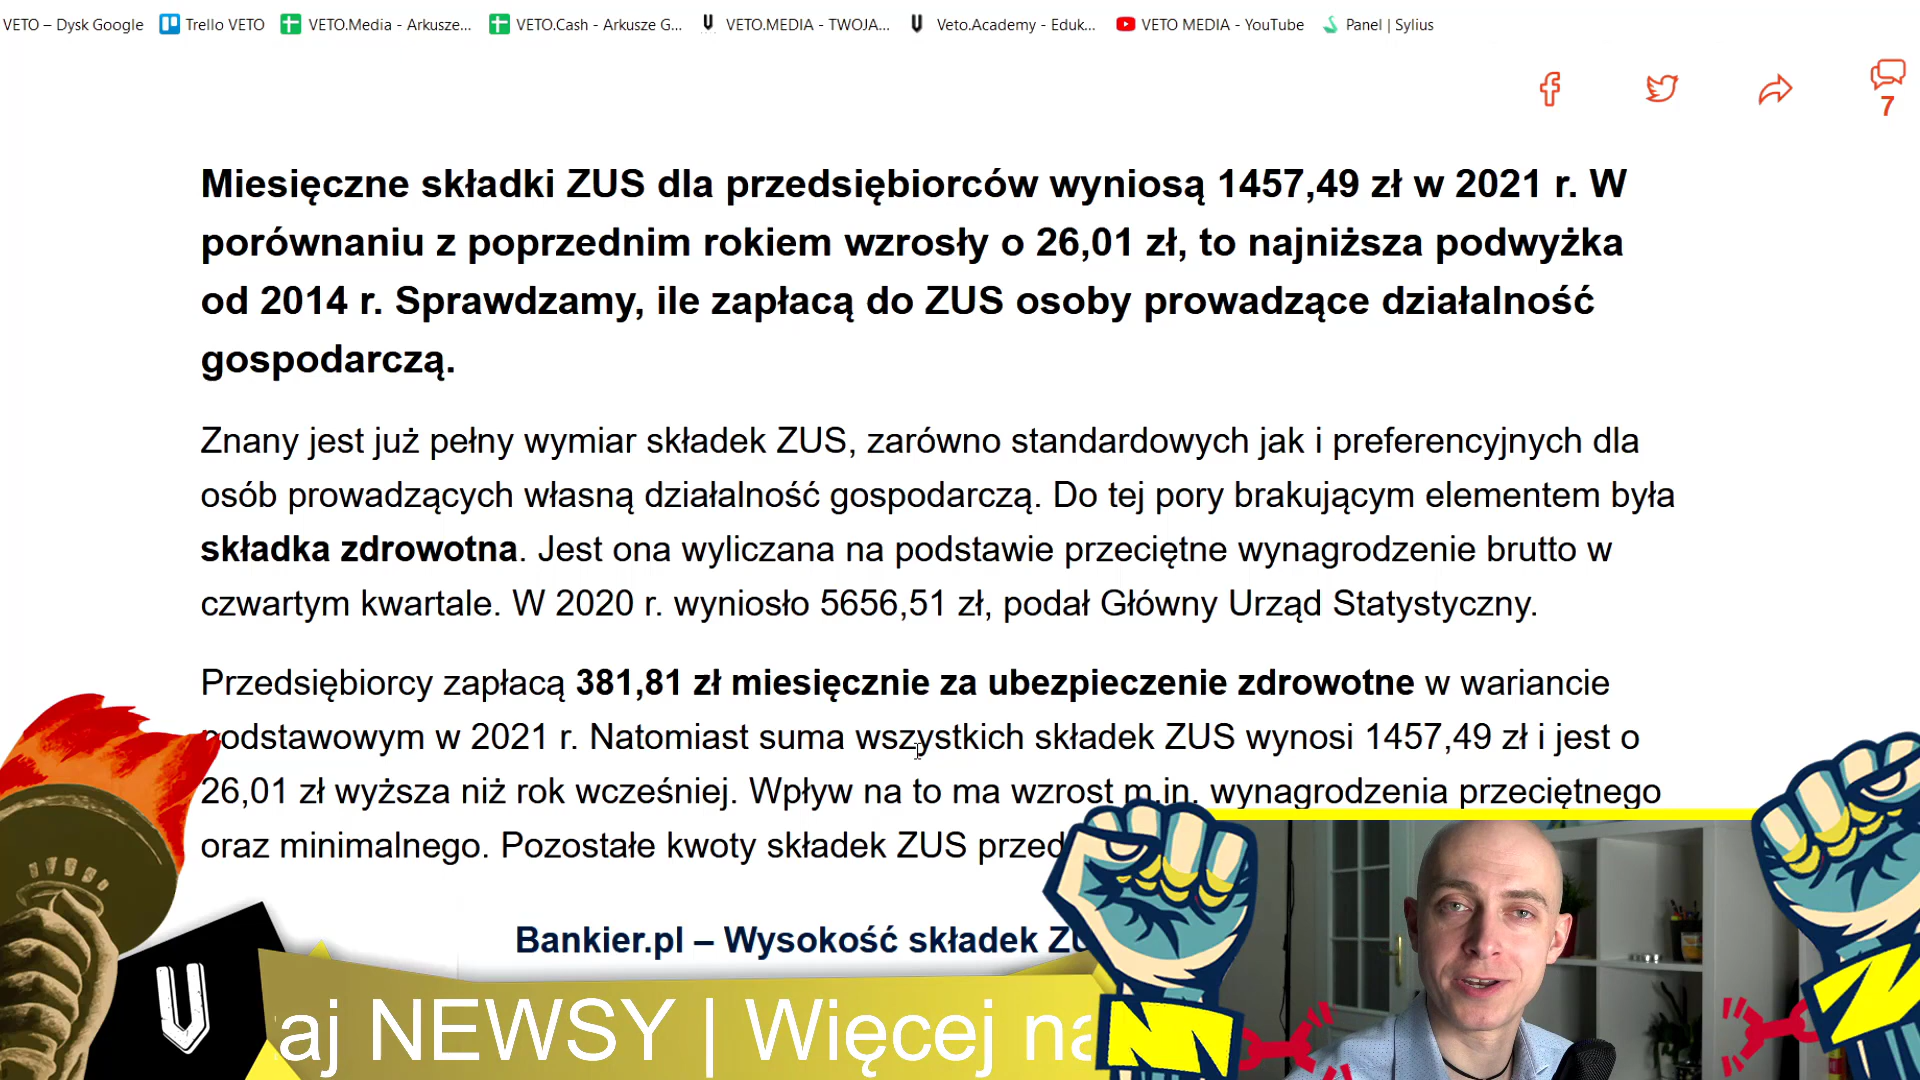 VETO – Dysk Google Trello VETO VETO.Media - Arkusze... VETO.Cash - Arkusze G... VETO.MEDIA - TWOJA... Veto.Academy - Eduk... VETO MEDIA - YouTube Panel | Sylius
7
Miesięczne składki ZUS dla przedsiębiorców wyniosą 1457,49 zł w 2021 r. W
porównaniu z poprzednim rokiem wzrosły o 26,01 zł, to najniższa podwyżka
od 2014 r. Sprawdzamy, ile zapłacą do ZUS osoby prowadzące działalność
gospodarczą.
Znany jest już pełny wymiar składek ZUS, zarówno standardowych jak i preferencyjnych dla
osób prowadzących własną działalność gospodarczą. Do tej pory brakującym elementem była
składka zdrowotna. Jest ona wyliczana na podstawie przeciętne wynagrodzenie brutto w
czwartym kwartale. W 2020 r. wyniosło 5656,51 zł, podał Główny Urząd Statystyczny.
Przedsiębiorcy zapłacą 381,81 zł miesięcznie za ubezpieczenie zdrowotne w wariancie
podstawowym w 2021 r. Natomiast suma wszystkich składek ZUS wynosi 1457,49 zł i jest o
26,01 zł wyższa niż rok wcześniej. Wpływ na to ma wzrost m.in. wynagrodzenia przeciętnego
oraz minimalnego. Pozostałe kwoty składek ZUS przed
Bankier.pl – Wysokość składek ZU
aj NEWSY | Więcej na